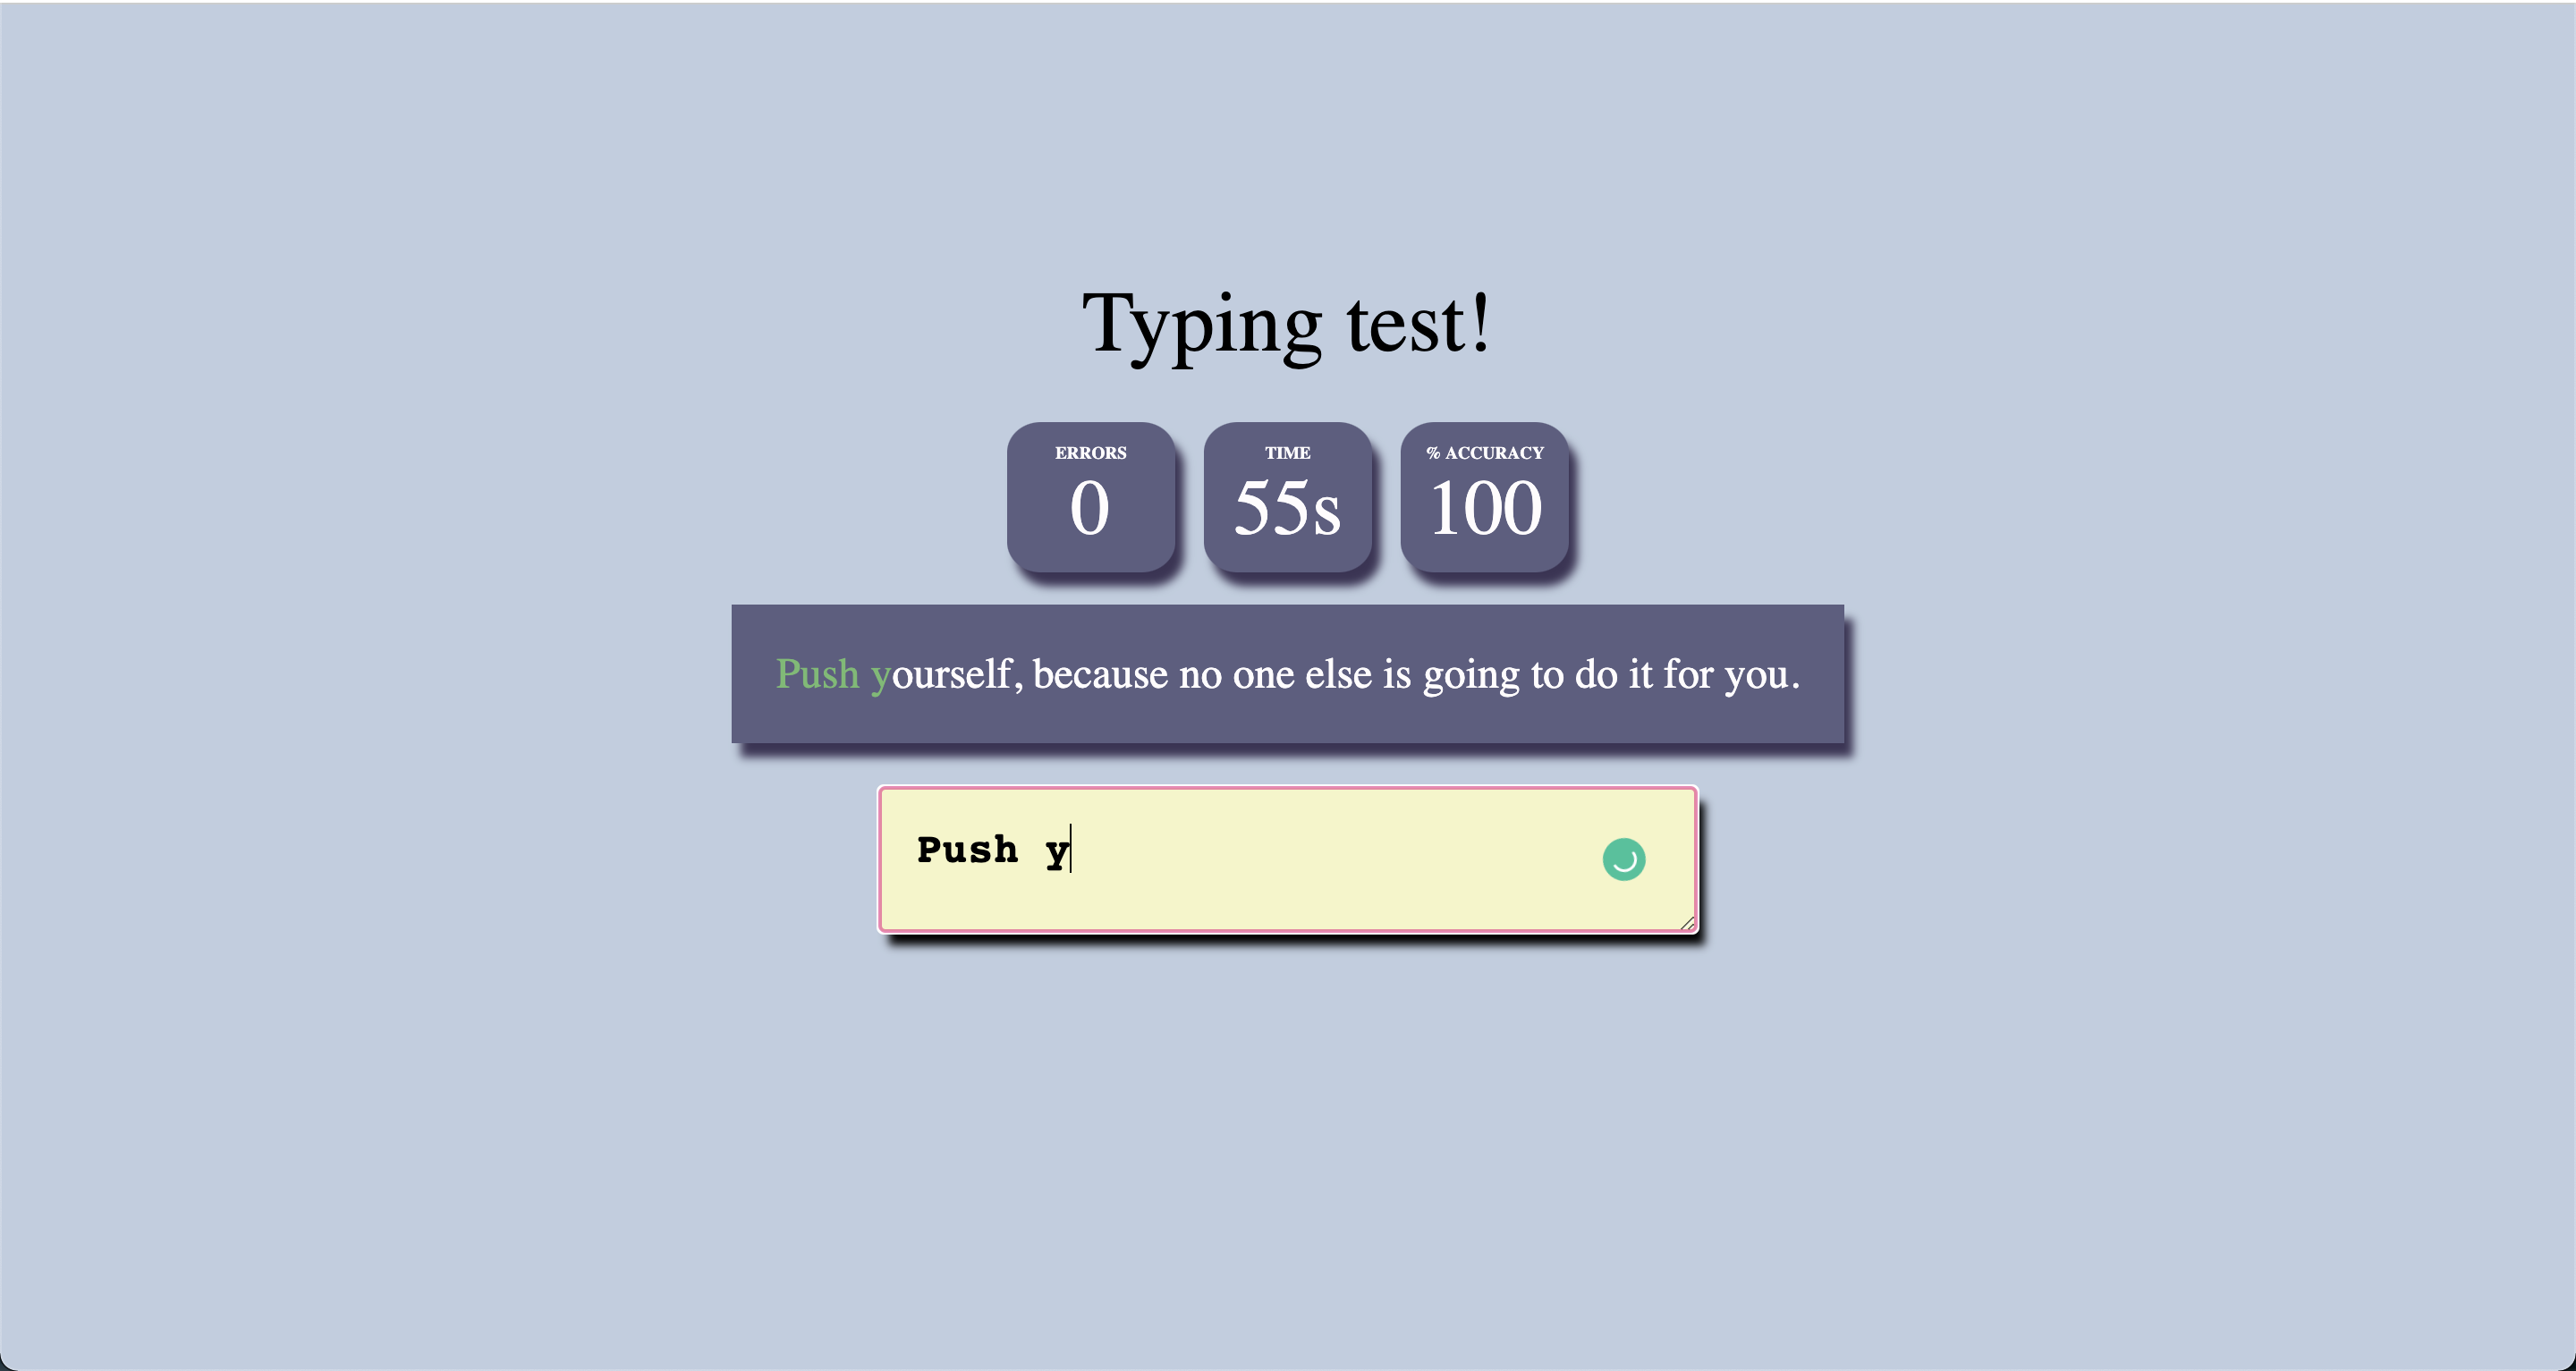 Typing test!
ERRORS
0
TIME
55s
% ACCURACY
100
Push yourself, because no one else is going to do it for you.
Push y